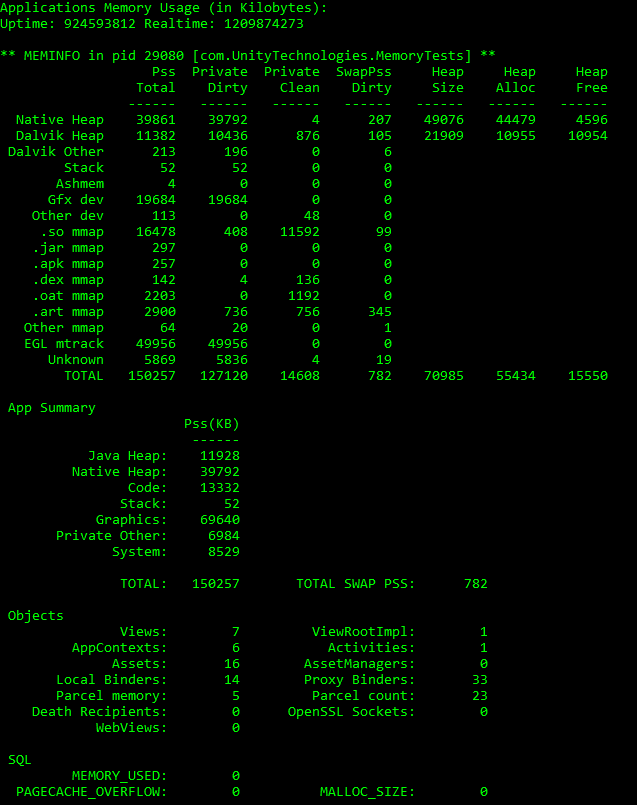 Applications Memory Usage (in Kilobytes):
Uptime: 924593812 Realtime: 1209874273
** MEMINFO in pid 29080 [com.UnityTechnologies.MemoryTests] **
Pss Private Private SwapPss Heap Heap Heap
Total Dirty Clean Dirty Size Alloc Free
------ ------ ------ ------ ------ ------ ------
Native Heap 39861 39792 4 207 49076 44479 4596
Dalvik Heap 11382 10436 876 105 21909 10955 10954
Dalvik Other 213 196 0 6
Stack 52 52 0 0
Ashmem 4 0 0 0
Gfx dev 19684 19684 0 0
Other dev 113 0 48 0
.so mmap 16478 408 11592 99
.jar mmap 297 0 0 0
.apk mmap 257 0 0 0
.dex mmap 142 4 136 0
.oat mmap 2203 0 1192 0
.art mmap 2900 736 756 345
Other mmap 64 20 0 1
EGL mtrack 49956 49956 0 0
Unknown 5869 5836 4 19
TOTAL 150257 127120 14608 782 70985 55434 15550
App Summary
Pss(KB)
------
Java Heap: 11928
Native Heap: 39792
Code: 13332
Stack: 52
Graphics: 69640
Private Other: 6984
System: 8529
TOTAL: 150257 TOTAL SWAP PSS: 782
Objects
Views: 7 ViewRootImpl: 1
AppContexts: 6 Activities: 1
Assets: 16 AssetManagers: 0
Local Binders: 14 Proxy Binders: 33
Parcel memory: 5 Parcel count: 23
Death Recipients: 0 OpenSSL Sockets: 0
WebViews: 0
SQL
MEMORY_USED: 0
PAGECACHE_OVERFLOW: 0 MALLOC_SIZE: 0